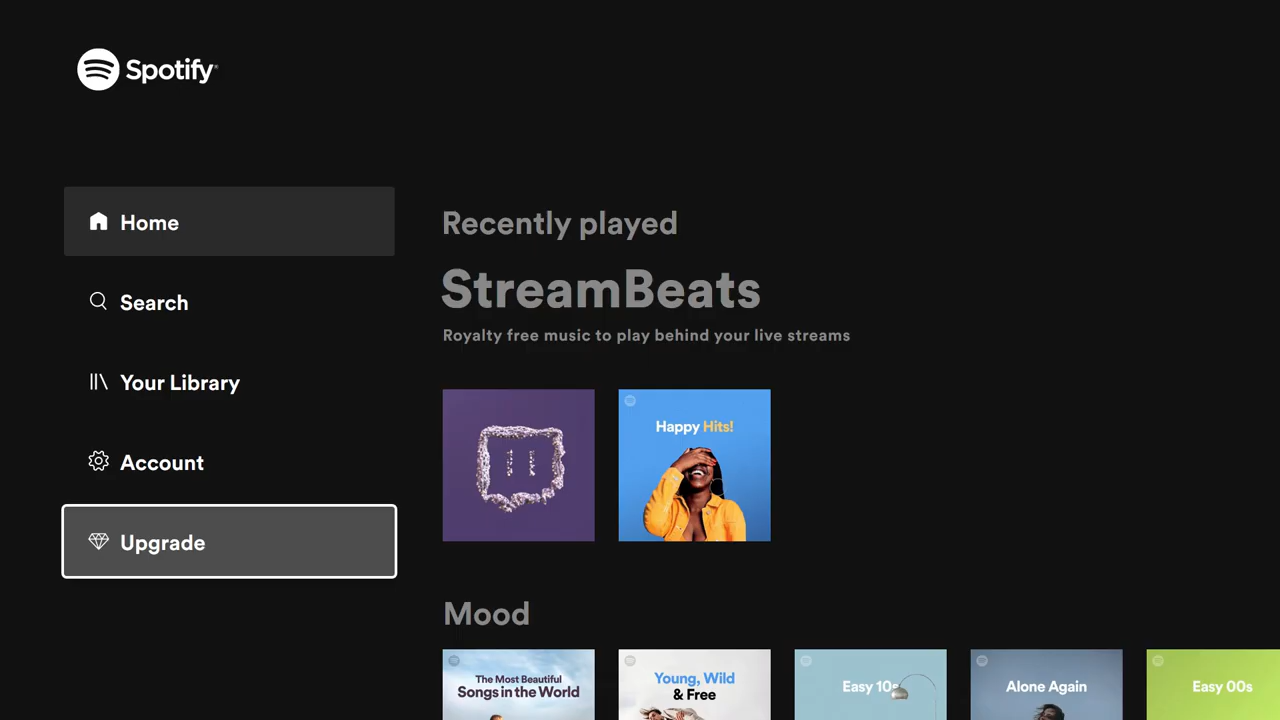 Spotify
Home
Search
Your Library
Account
Upgrade
Recently played
StreamBeats
Royalty free music to play behind your live streams
Happy Hits!
Mood
The Most Beautiful
Songs in the World
Young, Wild
& Free
Easy 10s
Alone Again
Easy 00s